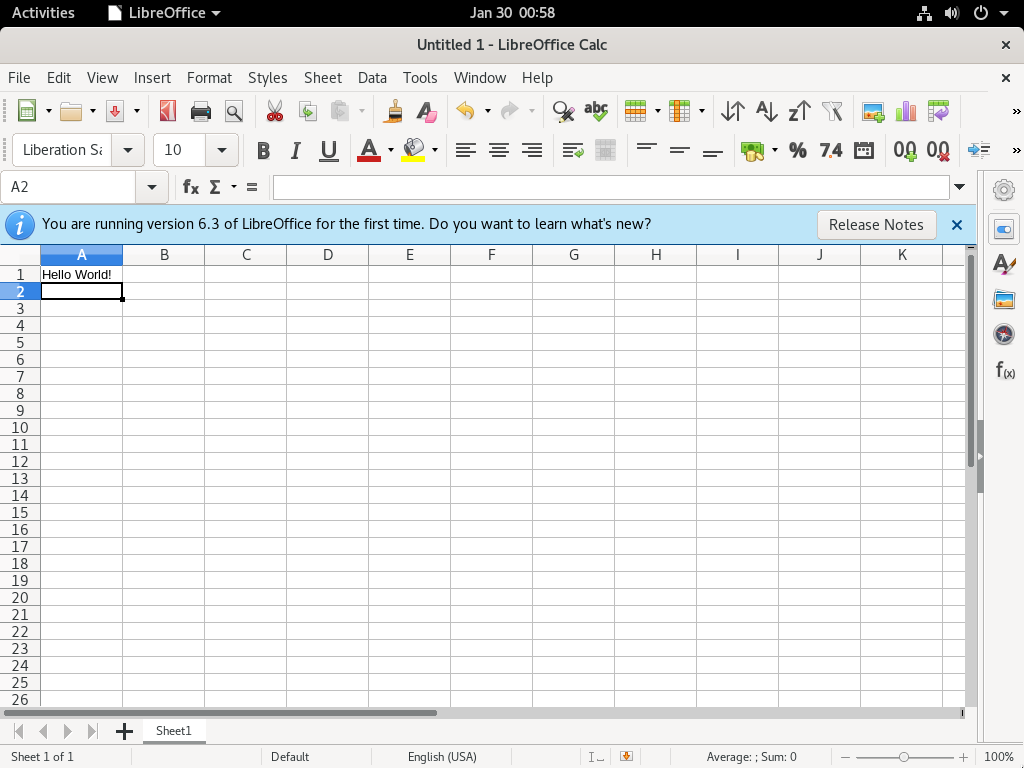 Activities LibreOffice Jan 30 00:58
Untitled 1 - LibreOffice Calc
File Edit View Insert Format Styles Sheet Data Tools Window Help
Liberation Sa 10
A2
You are running version 6.3 of LibreOffice for the first time. Do you want to learn what's new? Release Notes
A B C D E F G H I J K
1 Hello World!
2
3
4
5
6
7
8
9
10
11
12
13
14
15
16
17
18
19
20
21
22
23
24
25
26
Sheet1
Sheet 1 of 1 Default English (USA) Average: ; Sum: 0 100%